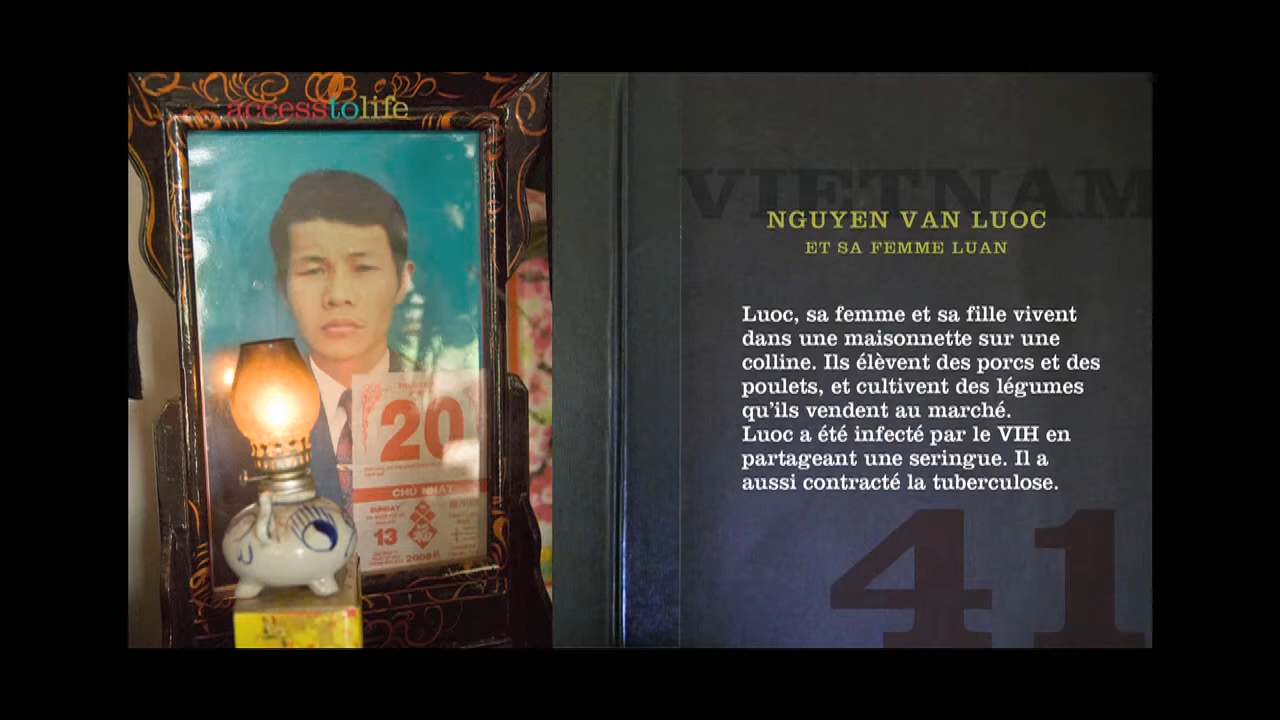 accesstolife
20
CHỦ NHẬT
SUNDAY
13
2009
VIETNAM
NGUYEN VAN LUOC
ET SA FEMME LUAN
Luoc, sa femme et sa fille vivent
dans une maisonnette sur une
colline. Ils élèvent des porcs et des
poulets, et cultivent des légumes
qu'ils vendent au marché.
Luoc a été infecté par le VIH en
partageant une seringue. Il a
aussi contracté la tuberculose.
41